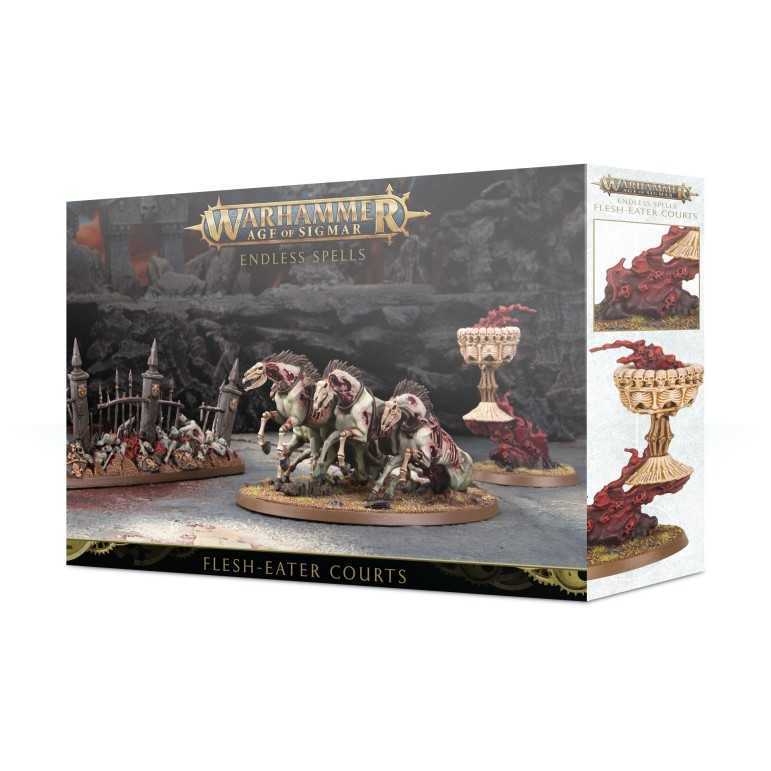 WARHAMMER
AGE OF SIGMAR
ENDLESS SPELLS
FLESH-EATER COURTS
WARHAMMER
AGE OF SIGMAR
ENDLESS SPELLS
FLESH-EATER COURTS